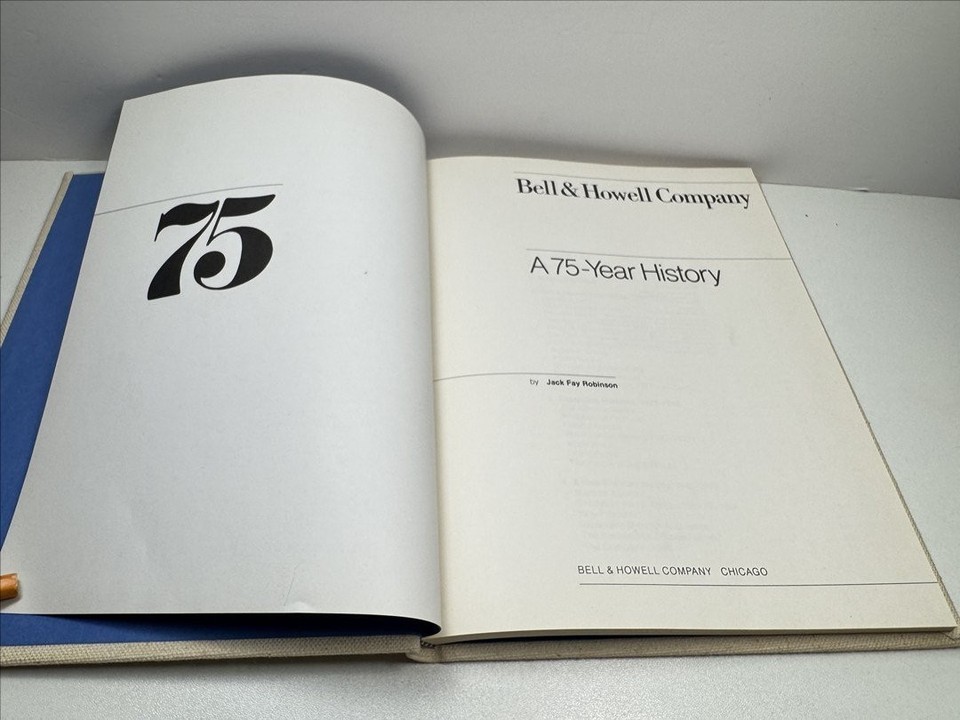 75
Bell & Howell Company
A 75-Year History
by Jack Fay Robinson
BELL & HOWELL COMPANY CHICAGO